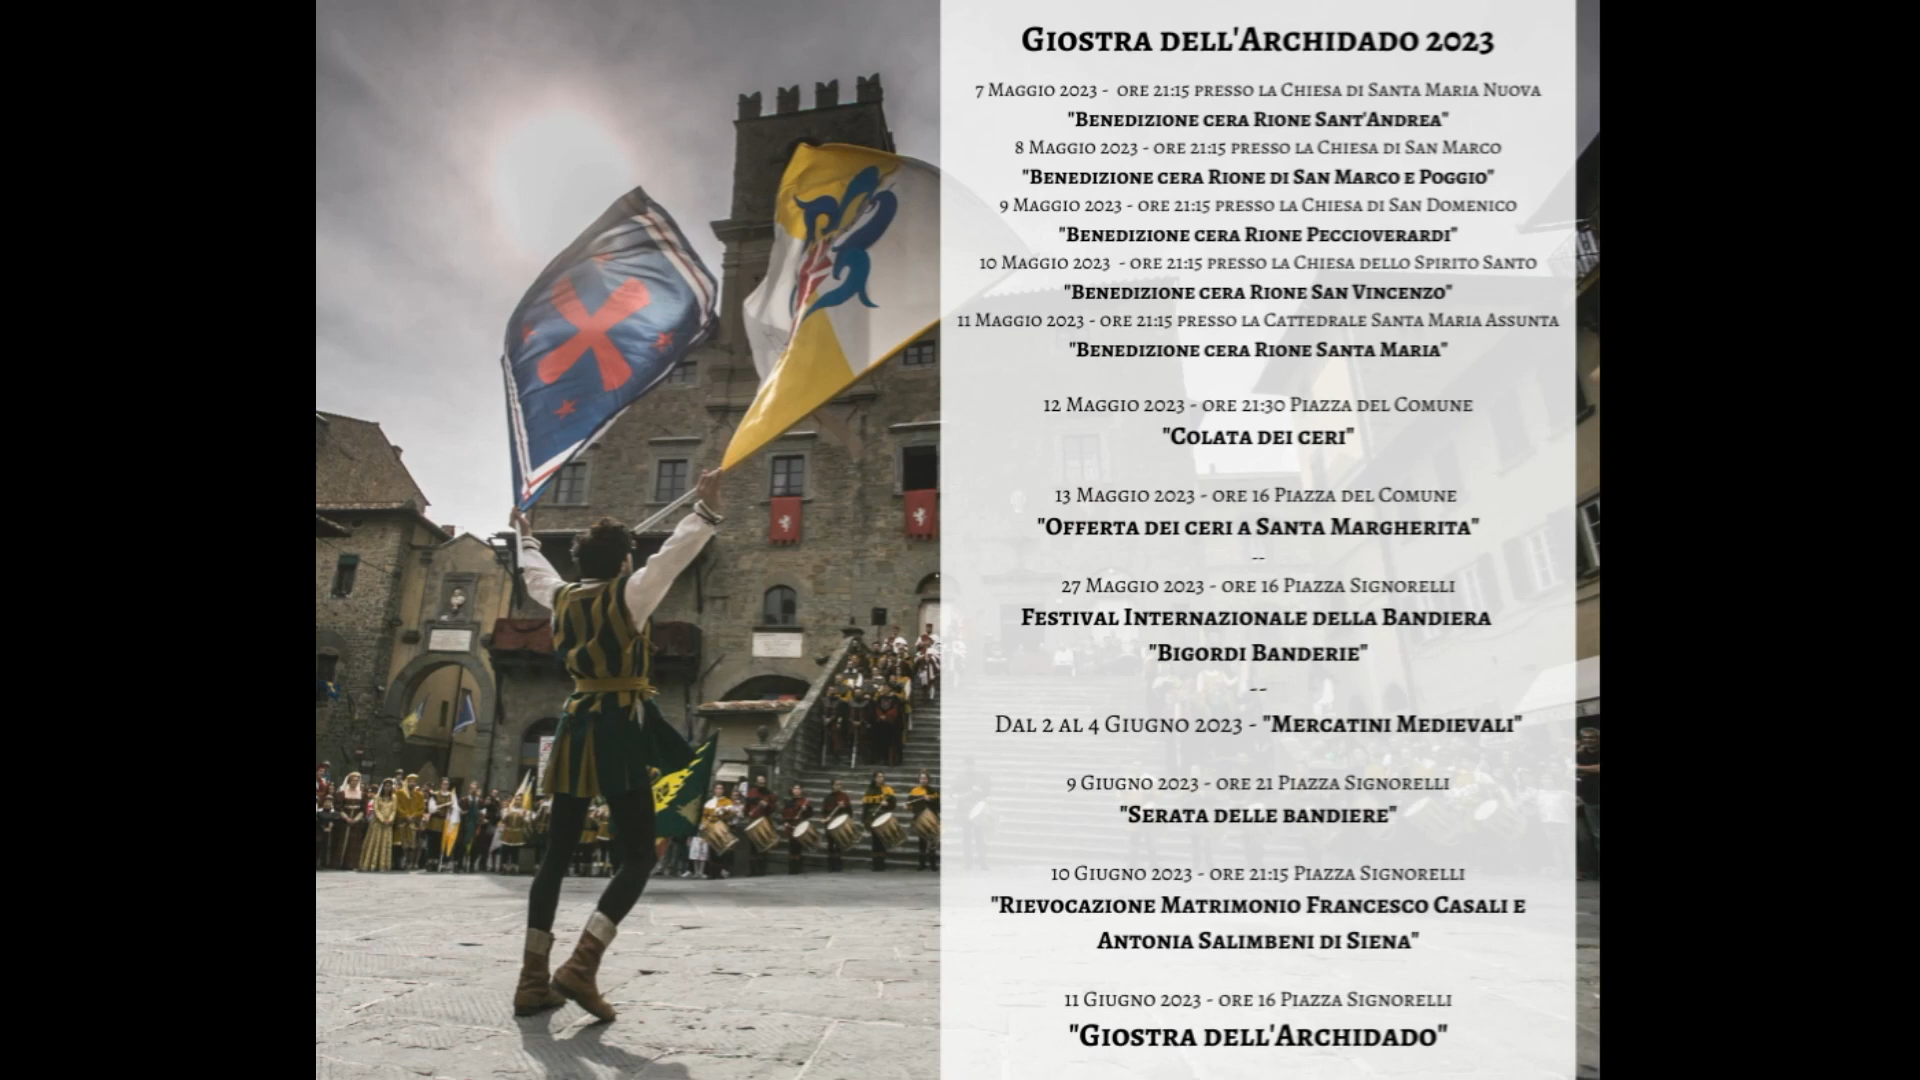 Giostra dell'Archidado 2023
7 Maggio 2023 - ore 21:15 presso la Chiesa di Santa Maria Nuova
"Benedizione cera Rione Sant'Andrea"
8 Maggio 2023 - ore 21:15 presso la Chiesa di San Marco
"Benedizione cera Rione di San Marco e Poggio"
9 Maggio 2023 - ore 21:15 presso la Chiesa di San Domenico
"Benedizione cera Rione Peccioverardi"
10 Maggio 2023 - ore 21:15 presso la Chiesa dello Spirito Santo
"Benedizione cera Rione San Vincenzo"
11 Maggio 2023 - ore 21:15 presso la Cattedrale Santa Maria Assunta
"Benedizione cera Rione Santa Maria"
12 Maggio 2023 - ore 21:30 Piazza del Comune
"Colata dei ceri"
13 Maggio 2023 - ore 16 Piazza del Comune
"Offerta dei ceri a Santa Margherita"
--
27 Maggio 2023 - ore 16 Piazza Signorelli
Festival Internazionale della Bandiera
"Bigordi Banderie"
--
Dal 2 al 4 Giugno 2023 - "Mercatini Medievali"
9 Giugno 2023 - ore 21 Piazza Signorelli
"Serata delle bandiere"
10 Giugno 2023 - ore 21:15 Piazza Signorelli
"Rievocazione Matrimonio Francesco Casali e
Antonia Salimbeni di Siena"
11 Giugno 2023 - ore 16 Piazza Signorelli
"Giostra dell'Archidado"